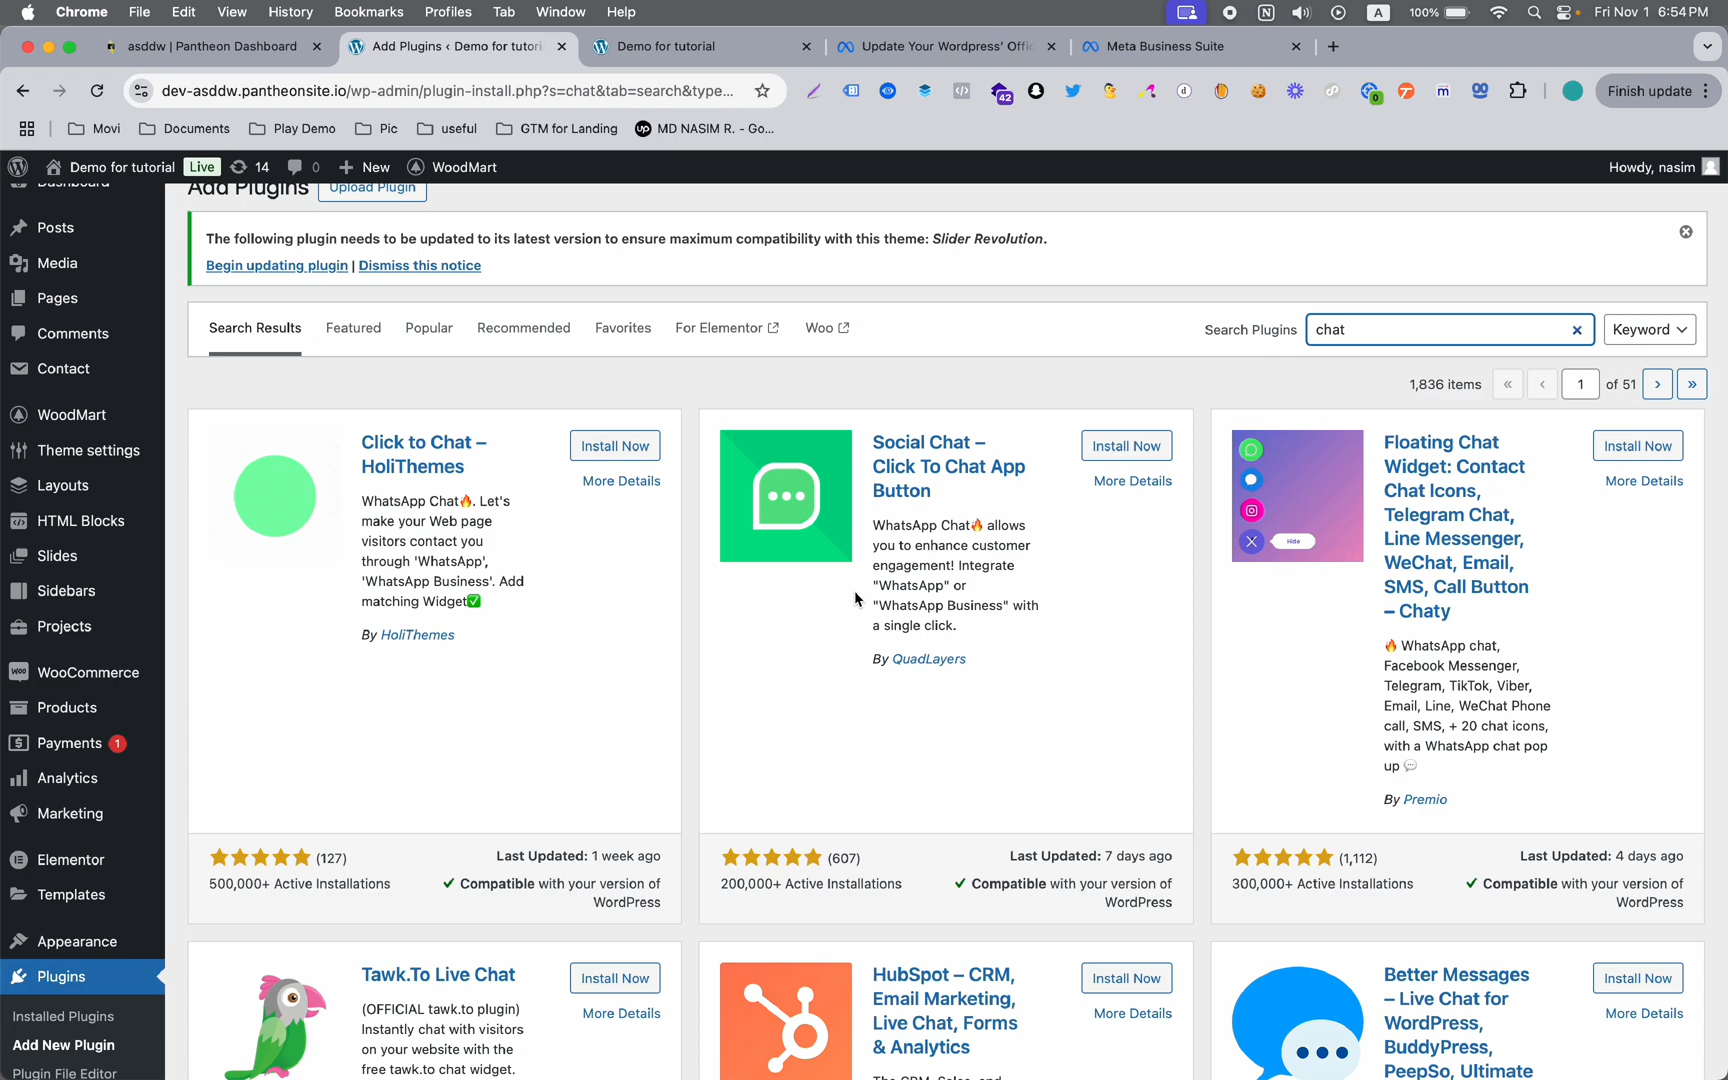 Chrome File Edit View History Bookmarks Profiles Tab Window Help
A 100% Fri Nov 1 6:54 PM
asddw | Pantheon Dashboard
Add Plugins ‹ Demo for tutori
Demo for tutorial
Update Your Wordpress' Offic
Meta Business Suite
dev-asddw.pantheonsite.io/wp-admin/plugin-install.php?s=chat&tab=search&type...
42
0
Finish update
Movi Documents Play Demo Pic useful GTM for Landing MD NASIM R. - Go...
Demo for tutorial Live 14 0 New WoodMart
Howdy, nasim
Dashboard
Posts
Media
Pages
Comments
Contact
WoodMart
Theme settings
Layouts
HTML Blocks
Slides
Sidebars
Projects
WooCommerce
Products
Payments 1
Analytics
Marketing
Elementor
Templates
Appearance
Plugins
Installed Plugins
Add New Plugin
Plugin File Editor
Add Plugins Upload Plugin
The following plugin needs to be updated to its latest version to ensure maximum compatibility with this theme: Slider Revolution.
Begin updating plugin | Dismiss this notice
Search Results Featured Popular Recommended Favorites For Elementor Woo
Search Plugins chat Keyword
1,836 items « ‹ 1 of 51 › »
Click to Chat –
HoliThemes
Install Now
More Details
WhatsApp Chat🔥. Let's
make your Web page
visitors contact you
through 'WhatsApp',
'WhatsApp Business'. Add
matching Widget✅
By HoliThemes
(127)
500,000+ Active Installations
Last Updated: 1 week ago
✓ Compatible with your version of
WordPress
Social Chat –
Click To Chat App
Button
Install Now
More Details
WhatsApp Chat🔥 allows
you to enhance customer
engagement! Integrate
"WhatsApp" or
"WhatsApp Business" with
a single click.
By QuadLayers
(607)
200,000+ Active Installations
Last Updated: 7 days ago
✓ Compatible with your version of
WordPress
Hide
Floating Chat
Widget: Contact
Chat Icons,
Telegram Chat,
Line Messenger,
WeChat, Email,
SMS, Call Button
– Chaty
Install Now
More Details
🔥 WhatsApp chat,
Facebook Messenger,
Telegram, TikTok, Viber,
Email, Line, WeChat Phone
call, SMS, + 20 chat icons,
with a WhatsApp chat pop
up 💬
By Premio
(1,112)
300,000+ Active Installations
Last Updated: 4 days ago
✓ Compatible with your version of
WordPress
Tawk.To Live Chat
Install Now
More Details
(OFFICIAL tawk.to plugin)
Instantly chat with visitors
on your website with the
free tawk.to chat widget.
HubSpot – CRM,
Email Marketing,
Live Chat, Forms
& Analytics
Install Now
More Details
The CRM, Sales, and
Better Messages
– Live Chat for
WordPress,
BuddyPress,
PeepSo, Ultimate
Install Now
More Details